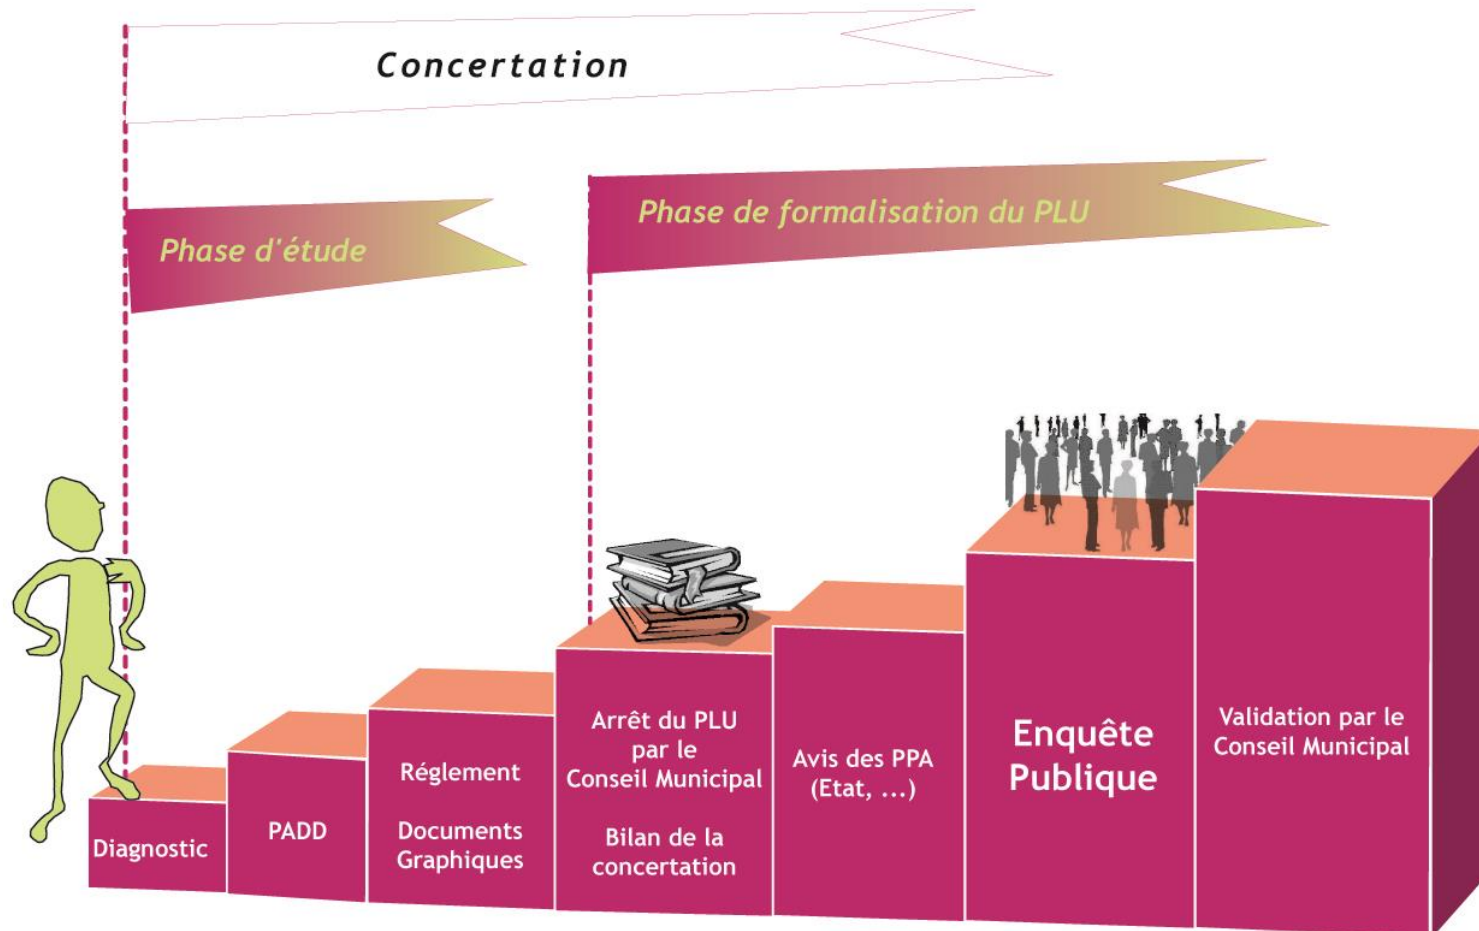 Concertation
Phase d'étude
Phase de formalisation du PLU
Diagnostic
PADD
Réglement
Documents
Graphiques
Arrêt du PLU
par le
Conseil Municipal
Bilan de la
concertation
Avis des PPA
(Etat, ...)
Enquête
Publique
Validation par le
Conseil Municipal